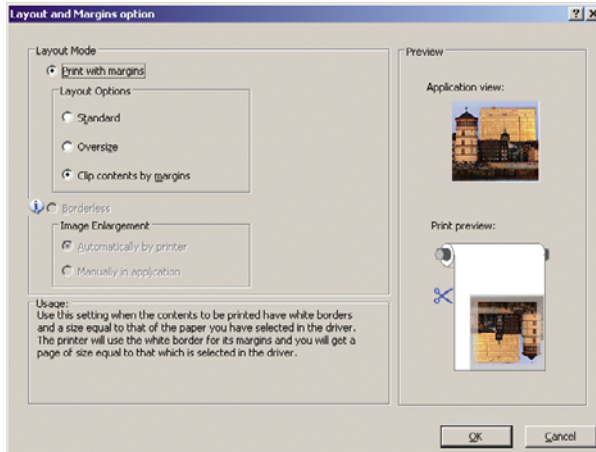 Layout and Margins option
Layout Mode
Print with margins
Layout Options
Standard
Oversize
Clip contents by margins
Borderless
Image Enlargement
Automatically by printer
Manually in application
Usage:
Use this setting when the contents to be printed have white borders
and a size equal to that of the paper you have selected in the driver.
The printer will use the white border for its margins and you will get a
page of size equal to that which is selected in the driver.
Preview
Application view:
Print preview:
OK
Cancel